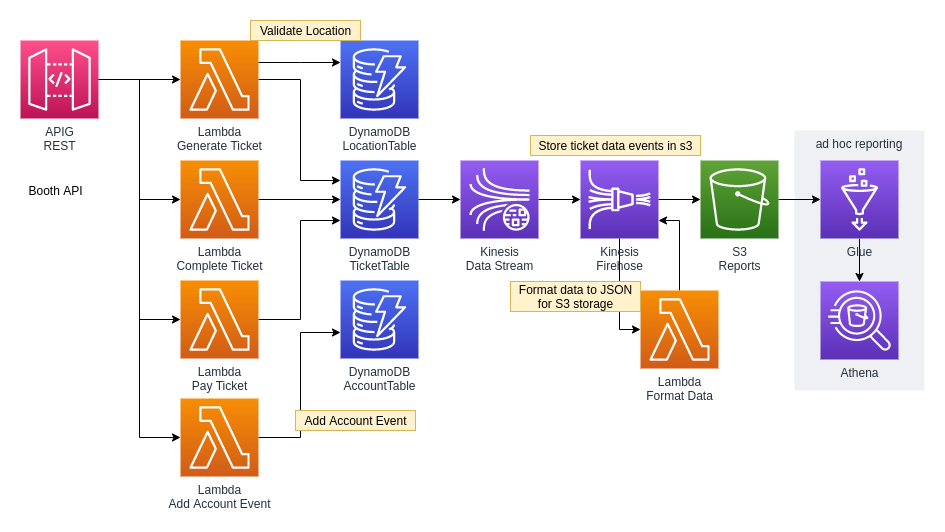 Validate Location
APIG
REST
Lambda
Generate Ticket
DynamoDB
LocationTable
Store ticket data events in s3
ad hoc reporting
Booth API
Lambda
Complete Ticket
DynamoDB
TicketTable
Kinesis
Data Stream
Kinesis
Firehose
S3
Reports
Glue
Format data to JSON
for S3 storage
Lambda
Pay Ticket
DynamoDB
AccountTable
Lambda
Format Data
Athena
Add Account Event
Lambda
Add Account Event